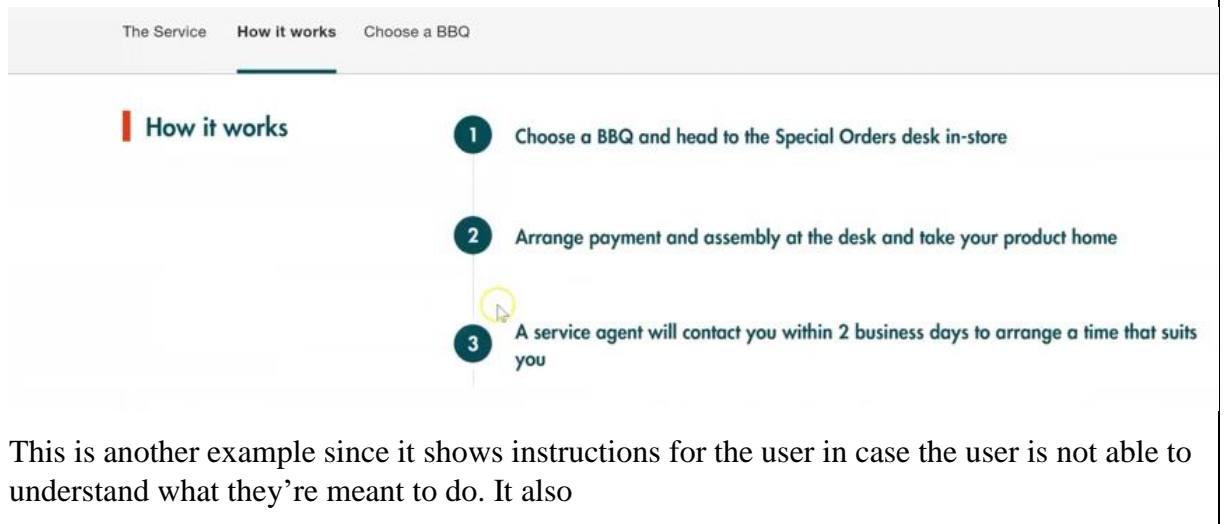 The Service How it works Choose a BBQ
How it works
1 Choose a BBQ and head to the Special Orders desk in-store
2 Arrange payment and assembly at the desk and take your product home
3 A service agent will contact you within 2 business days to arrange a time that suits
you
This is another example since it shows instructions for the user in case the user is not able to
understand what they’re meant to do. It also